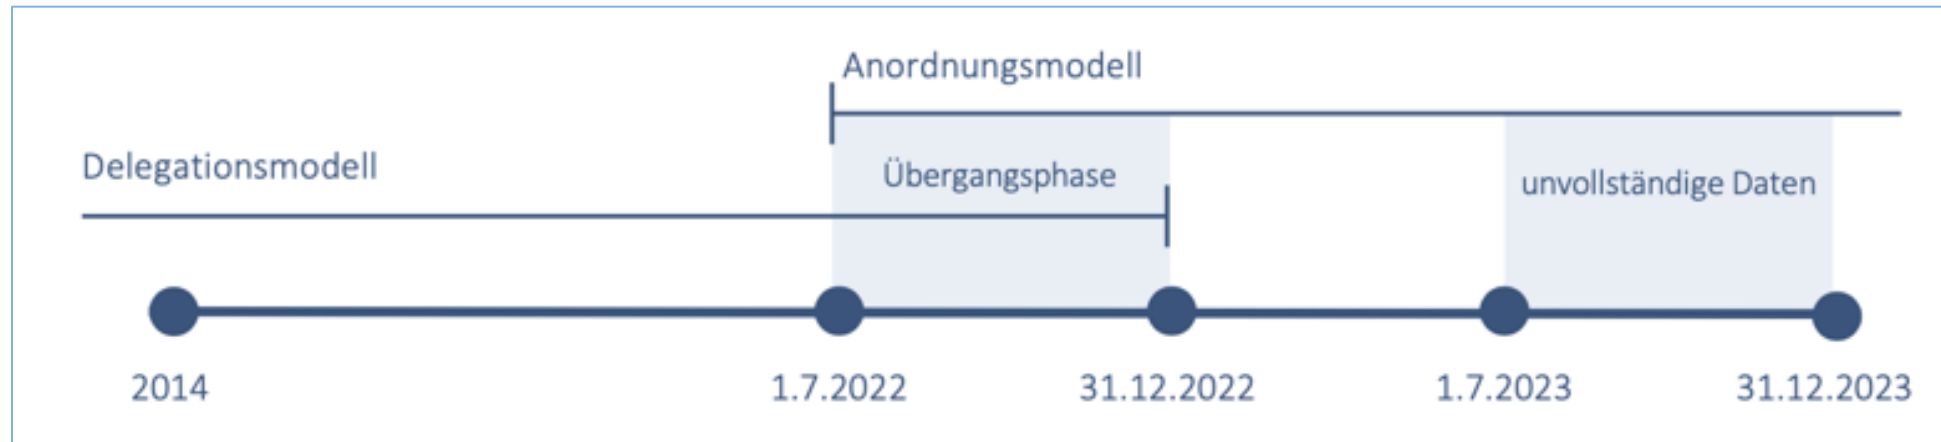 Anordnungsmodell
Delegationsmodell
Übergangsphase
unvollständige Daten
2014
1.7.2022
31.12.2022
1.7.2023
31.12.2023